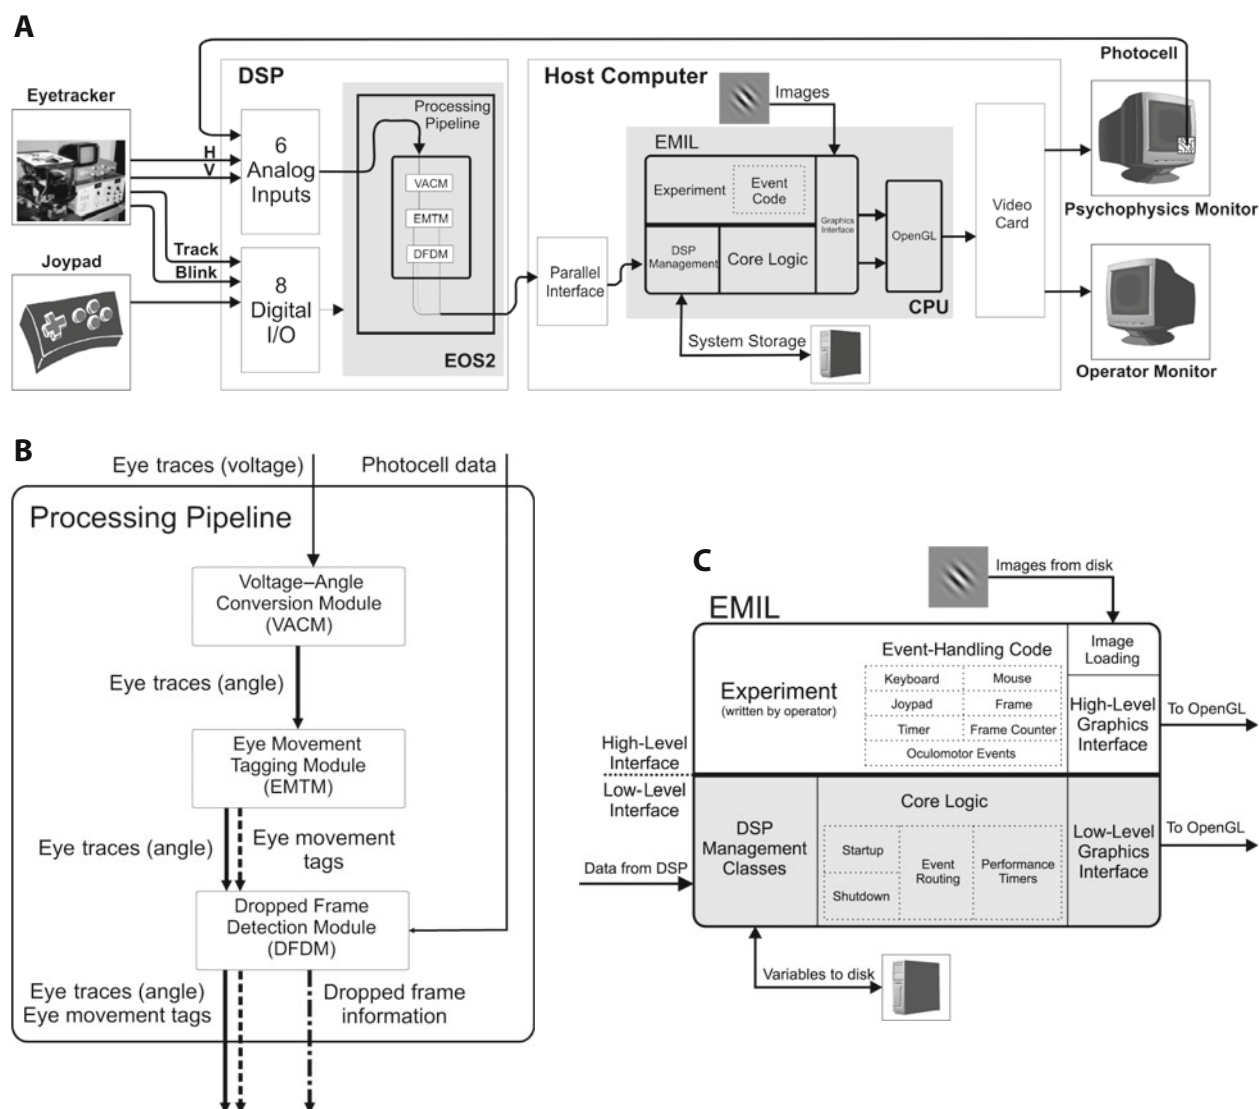 A
Eyetracker
Joypad
H
V
Track
Blink
DSP
6
Analog
Inputs
8
Digital
I/O
Processing
Pipeline
VACM
EMTM
DFDM
EOS2
Host Computer
Images
EMIL
Experiment
Event
Code
DSP
Management
Core Logic
Graphics
Interface
OpenGL
CPU
Parallel
Interface
System Storage
Video
Card
Photocell
Psychophysics Monitor
Operator Monitor
B
Eye traces (voltage)
Photocell data
Processing Pipeline
Voltage–Angle
Conversion Module
(VACM)
Eye traces (angle)
Eye Movement
Tagging Module
(EMTM)
Eye traces (angle)
Eye movement
tags
Dropped Frame
Detection Module
(DFDM)
Eye traces (angle)
Eye movement tags
Dropped frame
information
C
Images from disk
EMIL
Experiment
(written by operator)
Event-Handling Code
Keyboard
Mouse
Joypad
Frame
Timer
Frame Counter
Oculomotor Events
Image
Loading
High-Level
Graphics
Interface
To OpenGL
High-Level
Interface
Low-Level
Interface
Data from DSP
DSP
Management
Classes
Core Logic
Startup
Shutdown
Event
Routing
Performance
Timers
Low-Level
Graphics
Interface
To OpenGL
Variables to disk